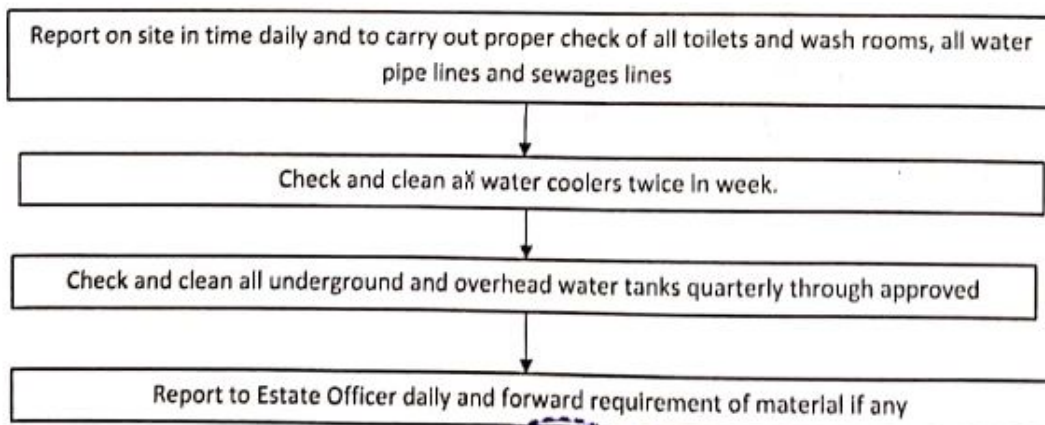 Report on site in time daily and to carry out proper check of all toilets and wash rooms, all water
pipe lines and sewages lines
Check and clean all water coolers twice in week.
Check and clean all underground and overhead water tanks quarterly through approved
Report to Estate Officer daily and forward requirement of material if any